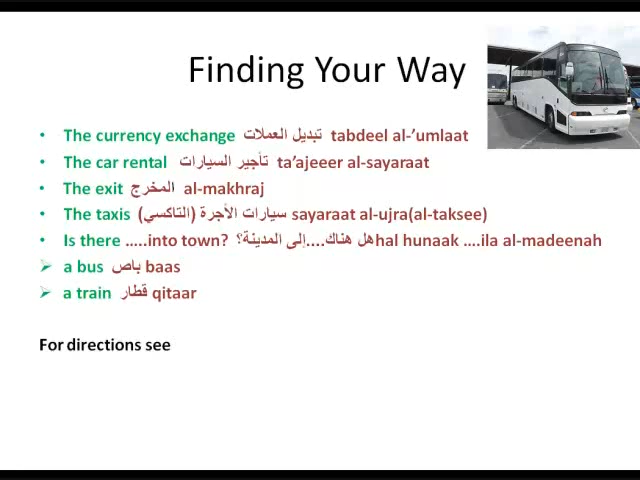 Finding Your Way
• The currency exchange تبديل العملات tabdeel al-’umlaat
• The car rental تأجير السيارات ta’ajeeer al-sayaraat
• The exit المخرج al-makhraj
• The taxis سيارات الأجرة (التاكسي) sayaraat al-ujra(al-taksee)
• Is there …..into town? هل هناك....إلى المدينة؟ hal hunaak ….ila al-madeenah
➢ a bus باص baas
➢ a train قطار qitaar
For directions see